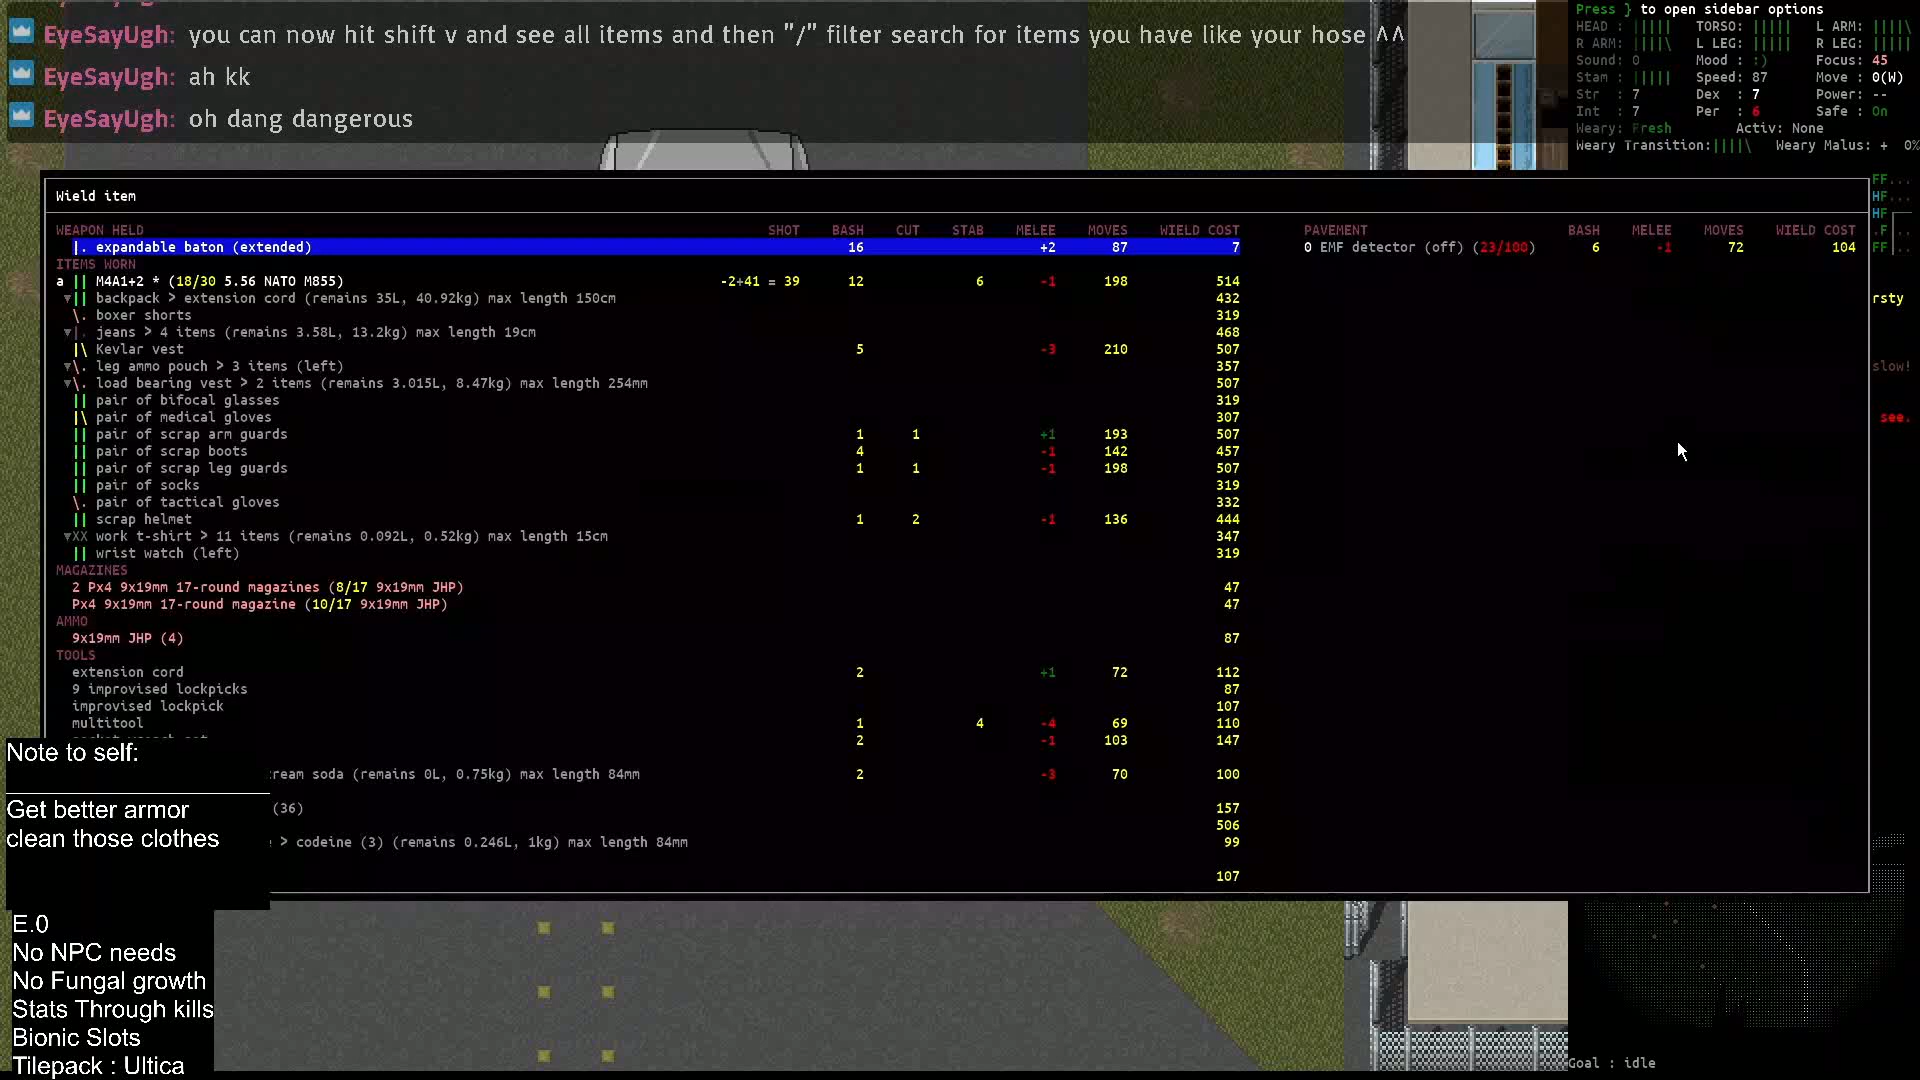 EyeSayUgh: you can now hit shift v and see all items and then "/" filter search for items you have like your hose ^^
EyeSayUgh: ah kk
EyeSayUgh: oh dang dangerous
Press } to open sidebar options
HEAD : |||||  TORSO: |||||  L ARM: ||||\
R ARM: ||||\  L LEG: |||||  R LEG: |||||
Sound: 0  Mood : :)  Focus: 45
Stam : |||||  Speed: 87  Move : 0(W)
Str : 7  Dex : 7  Power: --
Int : 7  Per : 6  Safe : On
Weary: Fresh  Activ: None
Weary Transition:||||\  Weary Malus: + 0%
FF...
HF...
HF
.F
FF
rsty
slow!
see.
Wield item
WEAPON HELD  SHOT  BASH  CUT  STAB  MELEE  MOVES  WIELD COST
|. expandable baton (extended)  16  +2  87  7
ITEMS WORN
a || M4A1+2 * (18/30 5.56 NATO M855)  -2+41 = 39  12  6  -1  198  514
▼|| backpack > extension cord (remains 35L, 40.92kg) max length 150cm  432
\. boxer shorts  319
▼|. jeans > 4 items (remains 3.58L, 13.2kg) max length 19cm  468
|\ Kevlar vest  5  -3  210  507
▼\. leg ammo pouch > 3 items (left)  357
▼\. load bearing vest > 2 items (remains 3.015L, 8.47kg) max length 254mm  507
|| pair of bifocal glasses  319
|\ pair of medical gloves  307
|| pair of scrap arm guards  1  1  +1  193  507
|| pair of scrap boots  4  -1  142  457
|| pair of scrap leg guards  1  1  -1  198  507
|| pair of socks  319
\. pair of tactical gloves  332
|| scrap helmet  1  2  -1  136  444
▼XX work t-shirt > 11 items (remains 0.092L, 0.52kg) max length 15cm  347
|| wrist watch (left)  319
MAGAZINES
2 Px4 9x19mm 17-round magazines (8/17 9x19mm JHP)  47
Px4 9x19mm 17-round magazine (10/17 9x19mm JHP)  47
AMMO
9x19mm JHP (4)  87
TOOLS
extension cord  2  +1  72  112
9 improvised lockpicks  87
improvised lockpick  107
multitool  1  4  -4  69  110
2  -1  103  147
ream soda (remains 0L, 0.75kg) max length 84mm  2  -3  70  100
(36)  157
506
> codeine (3) (remains 0.246L, 1kg) max length 84mm  99
107
PAVEMENT  BASH  MELEE  MOVES  WIELD COST
0 EMF detector (off) (23/100)  6  -1  72  104
Note to self:
Get better armor
clean those clothes
E.0
No NPC needs
No Fungal growth
Stats Through kills
Bionic Slots
Tilepack : Ultica
Goal : idle